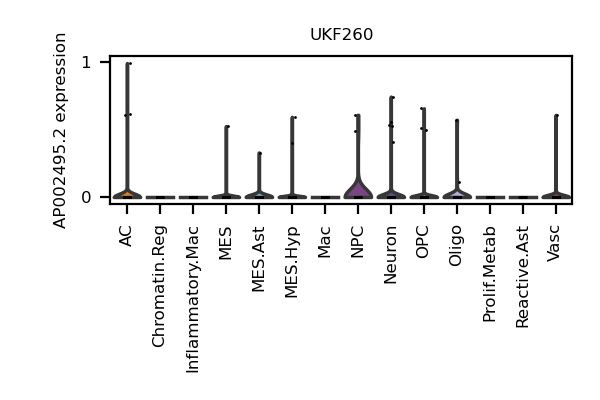 UKF260
AP002495.2 expression
1
0
AC
Chromatin.Reg
Inflammatory.Mac
MES
MES.Ast
MES.Hyp
Mac
NPC
Neuron
OPC
Oligo
Prolif.Metab
Reactive.Ast
Vasc